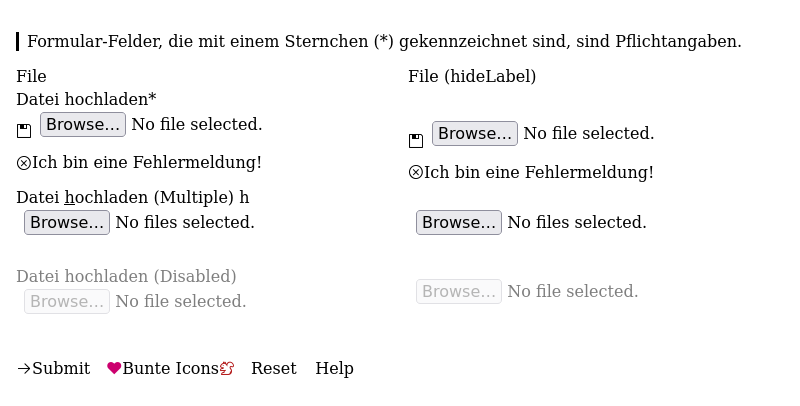 Formular-Felder, die mit einem Sternchen (*) gekennzeichnet sind, sind Pflichtangaben.
File
Datei hochladen*
Browse... No file selected.
Ich bin eine Fehlermeldung!
Datei hochladen (Multiple) h
Browse... No files selected.
Datei hochladen (Disabled)
Browse... No file selected.
File (hideLabel)
Browse... No file selected.
Ich bin eine Fehlermeldung!
Browse... No files selected.
Browse... No file selected.
→Submit Bunte Icons Reset Help